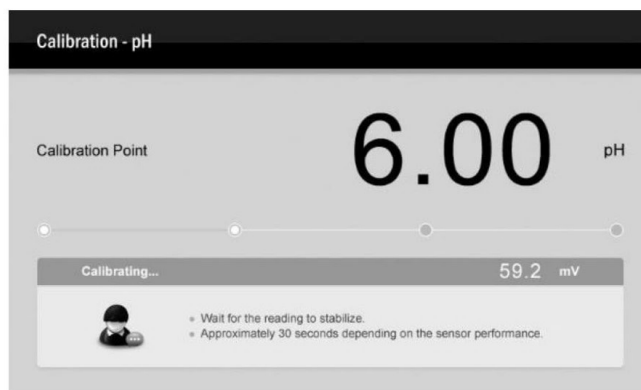 Calibration - pH
Calibration Point 6.00 pH
Calibrating... 59.2 mV
Wait for the reading to stabilize.
Approximately 30 seconds depending on the sensor performance.